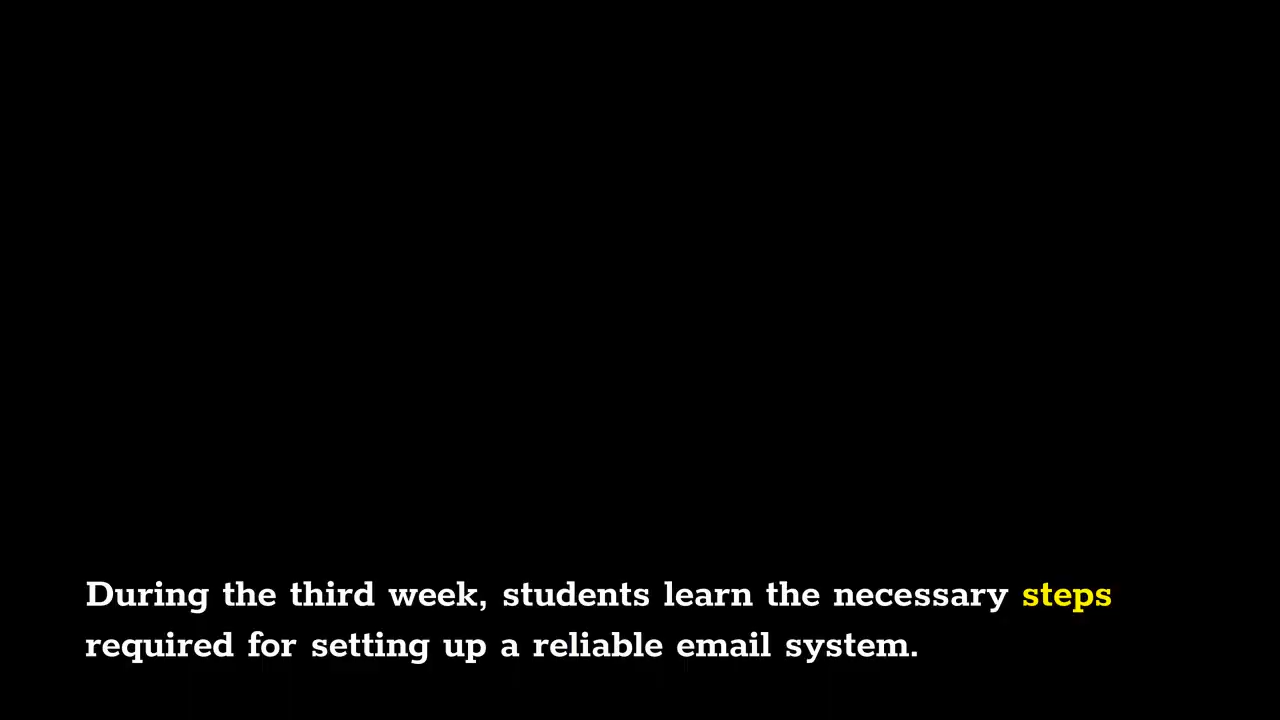 During the third week, students learn the necessary steps
required for setting up a reliable email system.